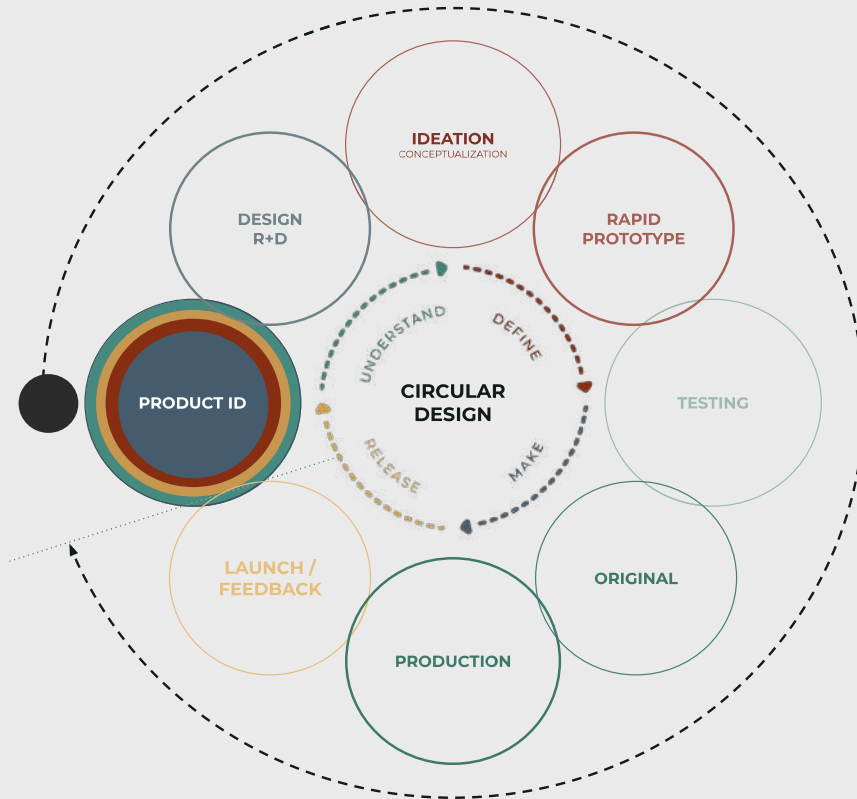 IDEATION
CONCEPTUALIZATION
DESIGN
R+D
RAPID
PROTOTYPE
UNDERSTAND
DEFINE
PRODUCT ID
CIRCULAR
DESIGN
TESTING
RELEASE
MAKE
LAUNCH /
FEEDBACK
ORIGINAL
PRODUCTION